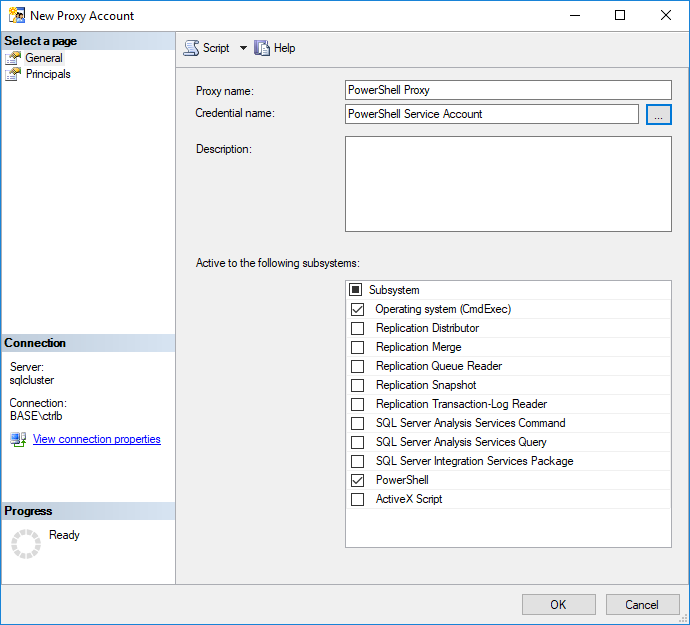 New Proxy Account
Select a page
General
Principals
Script
Help
Proxy name:
PowerShell Proxy
Credential name:
PowerShell Service Account
...
Description:
Active to the following subsystems:
Subsystem
Operating system (CmdExec)
Replication Distributor
Replication Merge
Replication Queue Reader
Replication Snapshot
Replication Transaction-Log Reader
SQL Server Analysis Services Command
SQL Server Analysis Services Query
SQL Server Integration Services Package
PowerShell
ActiveX Script
Connection
Server:
sqlcluster
Connection:
BASE\ctrlb
View connection properties
Progress
Ready
OK
Cancel